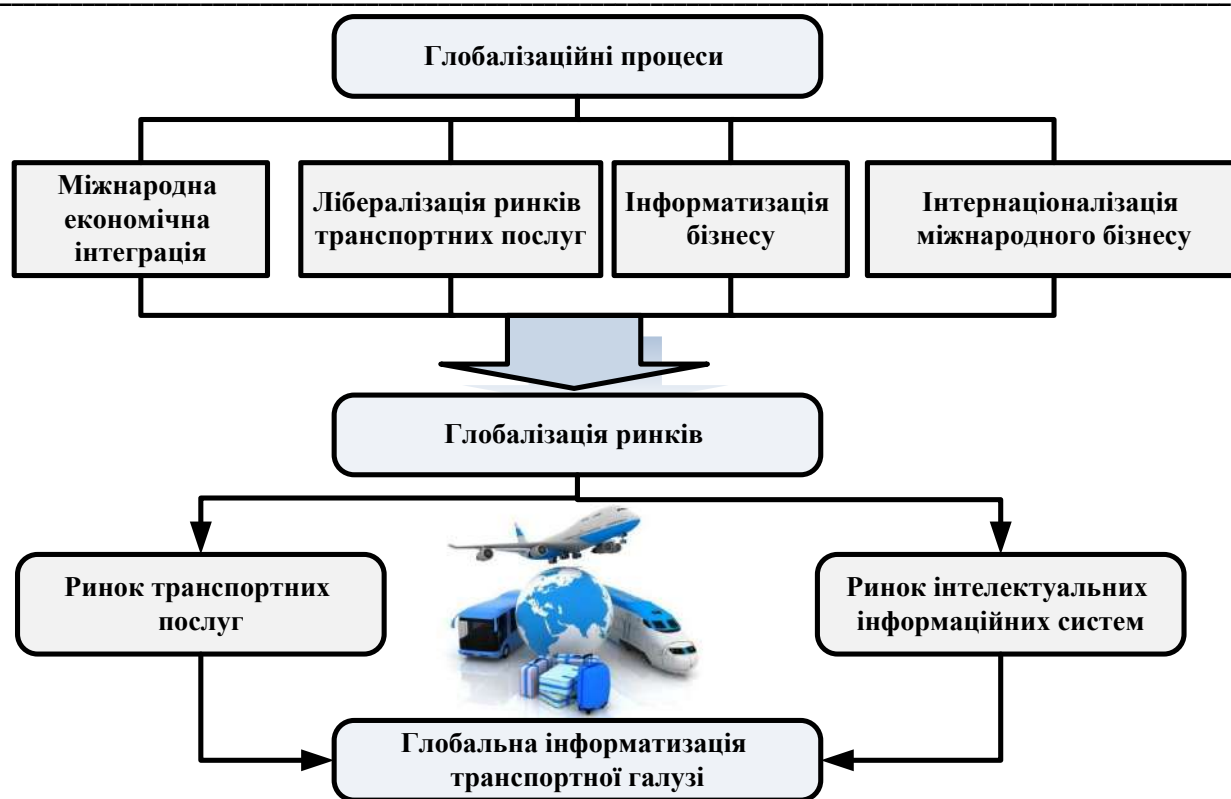 Глобалізаційні процеси
Міжнародна
економічна
інтеграція
Лібералізація ринків
транспортних послуг
Інформатизація
бізнесу
Інтернаціоналізація
міжнародного бізнесу
Глобалізація ринків
Ринок транспортних
послуг
Ринок інтелектуальних
інформаційних систем
Глобальна інформатизація
транспортної галузі